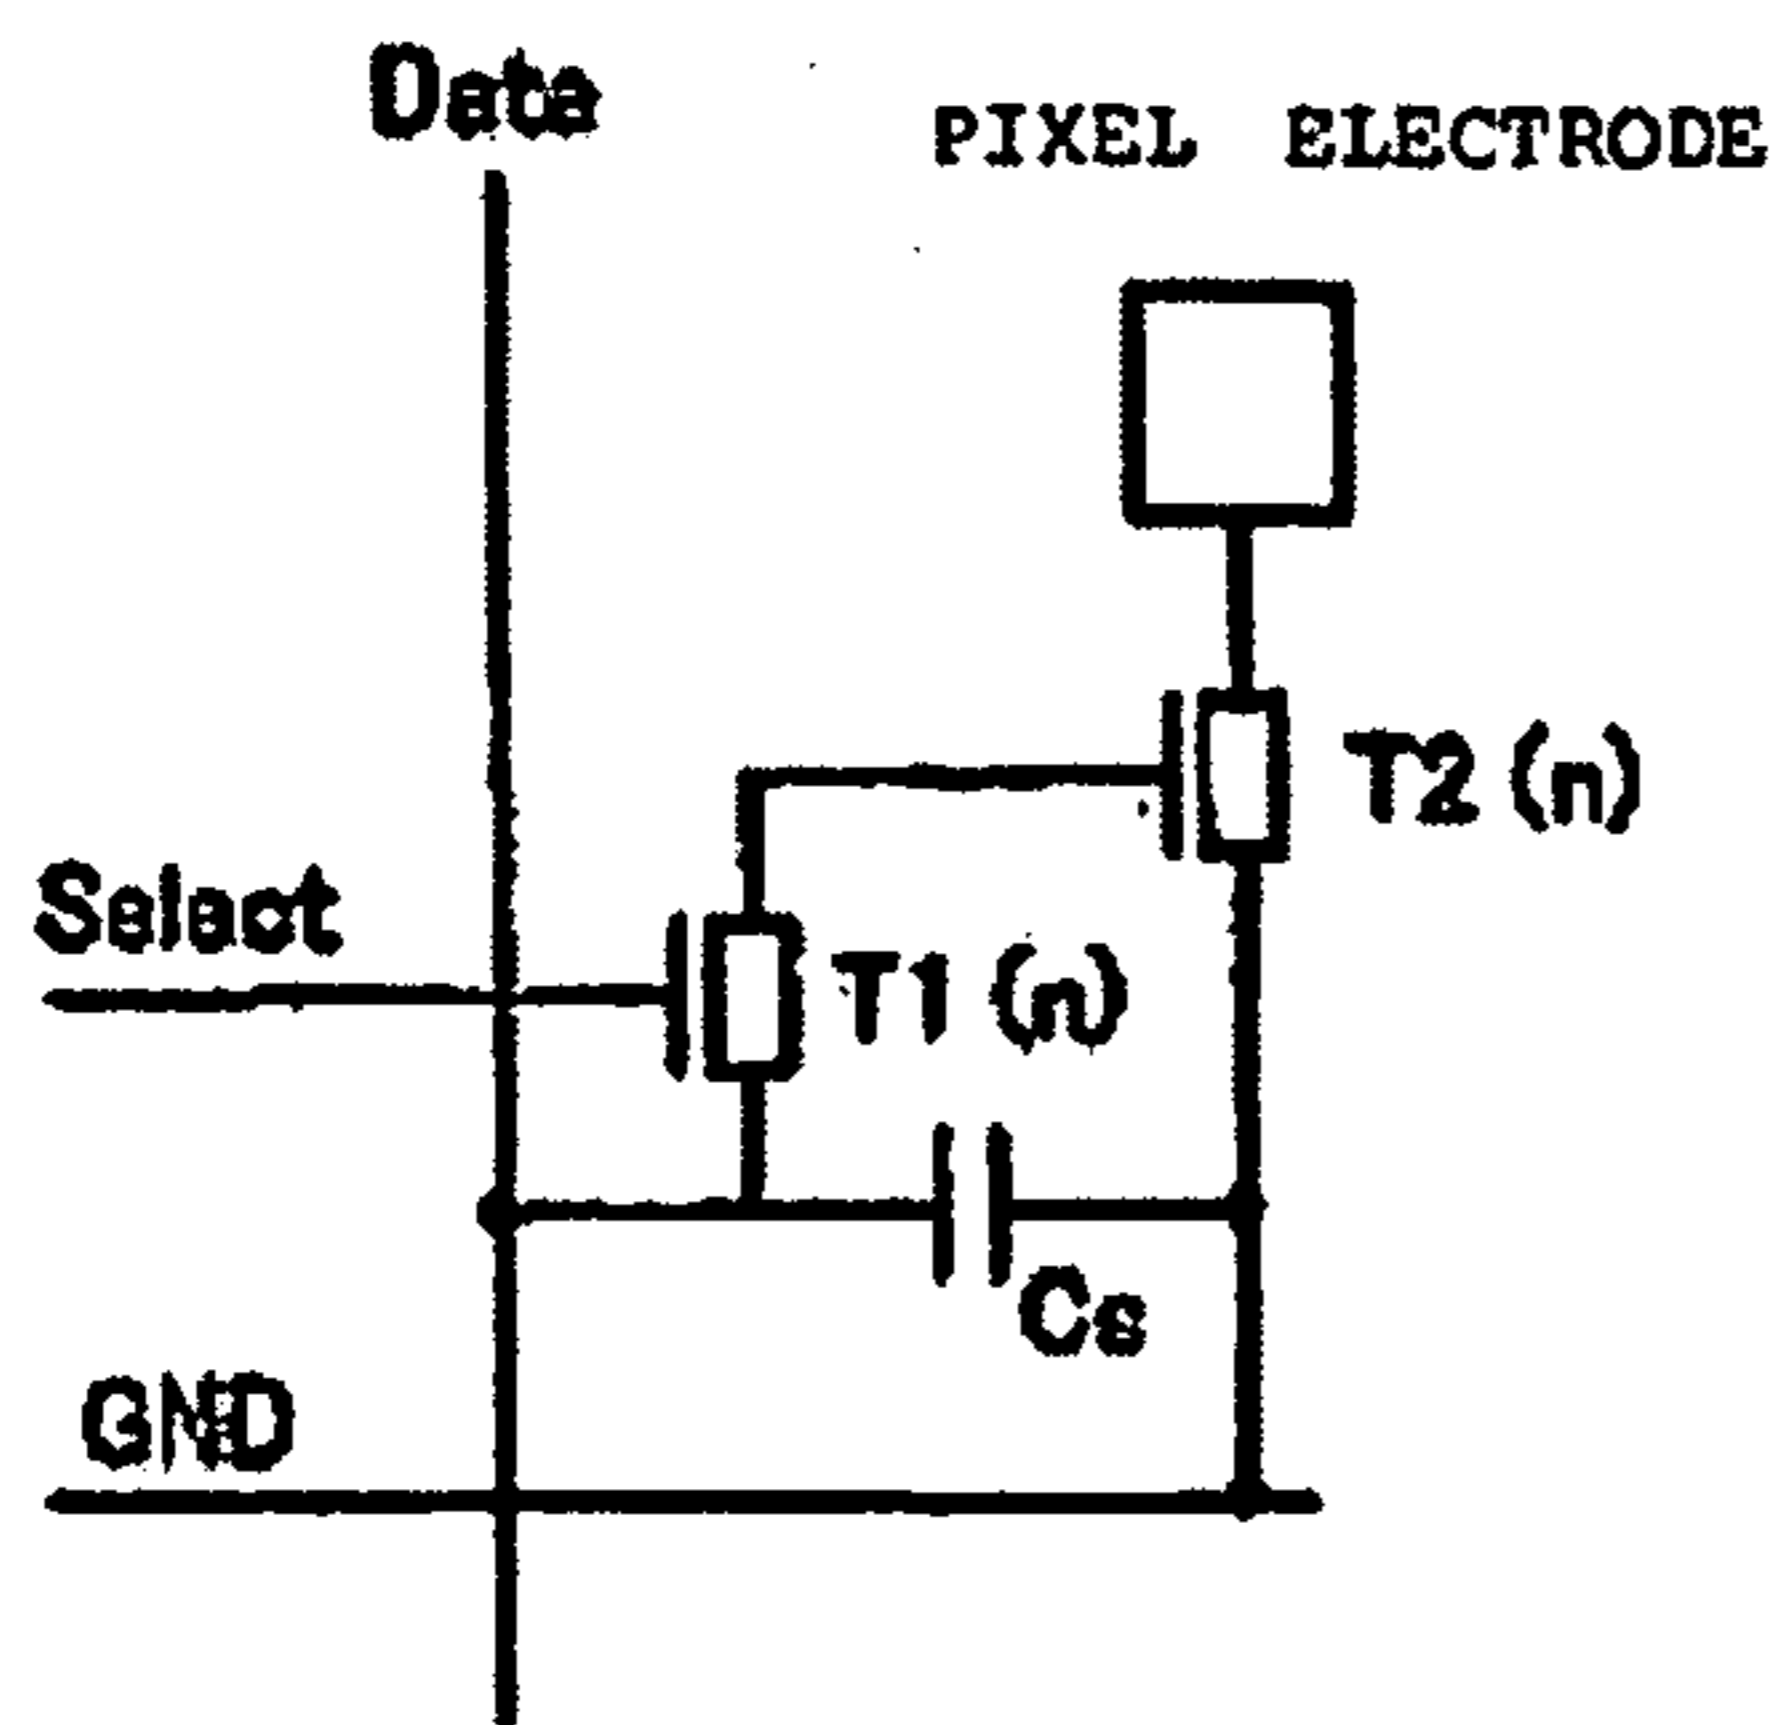 Data
PIXEL ELECTRODE
T2 (n)
Select
T1 (n)
Cs
GND